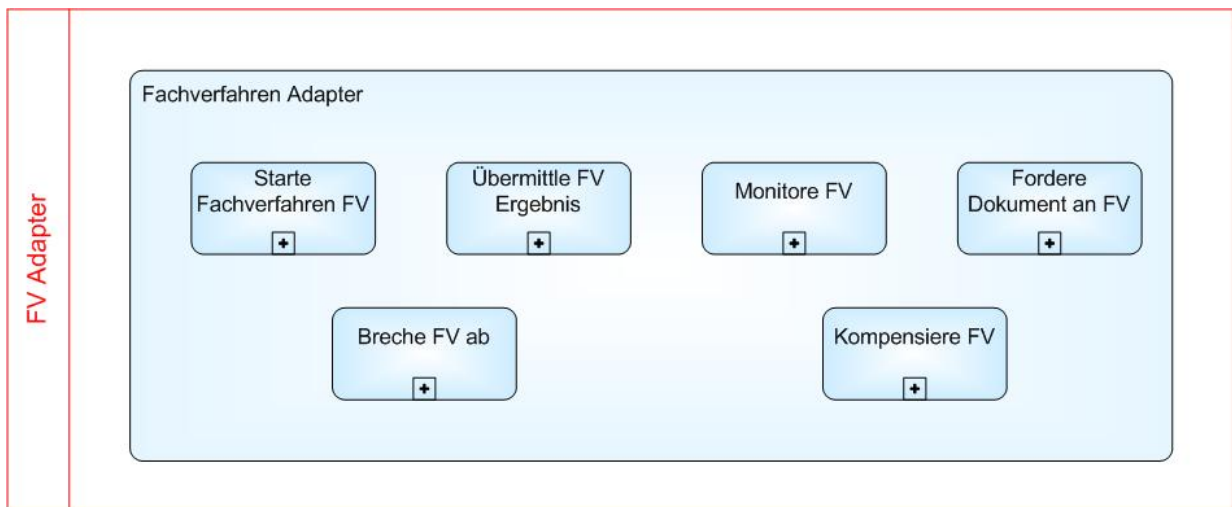 FV Adapter
Fachverfahren Adapter
Starte
Fachverfahren FV
Übermittle FV
Ergebnis
Monitore FV
Fordere
Dokument an FV
Breche FV ab
Kompensiere FV